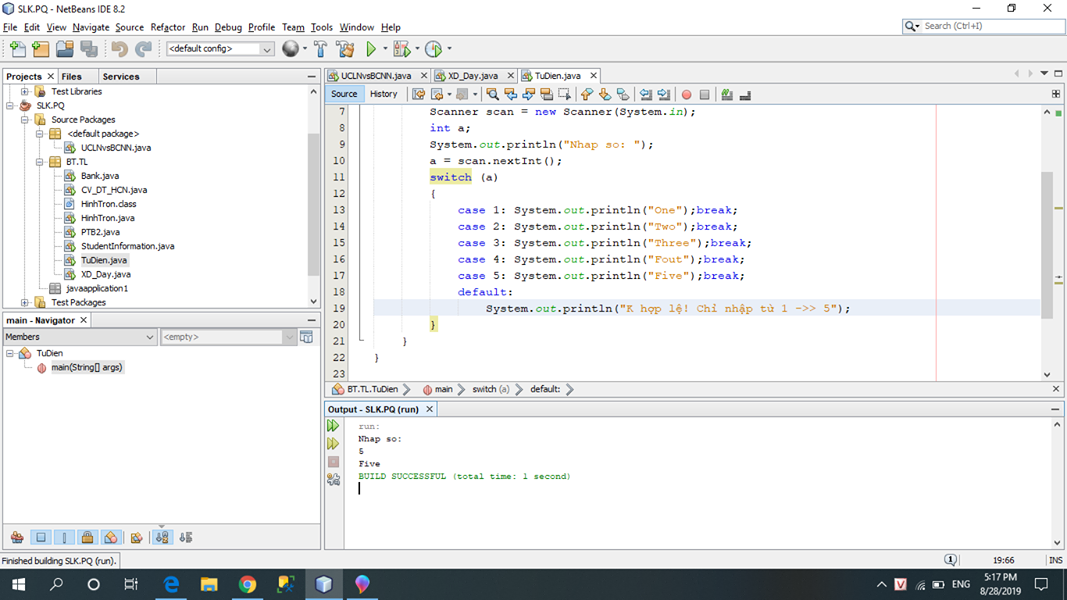 SLK.PQ - NetBeans IDE 8.2
File Edit View Navigate Source Refactor Run Debug Profile Team Tools Window Help
Search (Ctrl+I)
<default config>
Projects Files Services
Test Libraries
SLK.PQ
Source Packages
<default package>
UCLNvsBCNN.java
BT.TL
Bank.java
CV_DT_HCN.java
HinhTron.class
HinhTron.java
PTB2.java
StudentInformation.java
TuDien.java
XD_Day.java
javaapplication1
Test Packages
main - Navigator
Members <empty>
TuDien
main(String[] args)
UCLNvsBCNN.java XD_Day.java TuDien.java
Source History
7 Scanner scan = new Scanner(System.in);
8 int a;
9 System.out.println("Nhap so: ");
10 a = scan.nextInt();
11 switch (a)
12 {
13 case 1: System.out.println("One");break;
14 case 2: System.out.println("Two");break;
15 case 3: System.out.println("Three");break;
16 case 4: System.out.println("Fout");break;
17 case 5: System.out.println("Five");break;
18 default:
19 System.out.println("K hợp lệ! Chỉ nhập từ 1 ->> 5");
20 }
21 }
22 }
23
BT.TL.TuDien main switch (a) default:
Output - SLK.PQ (run)
run:
Nhap so:
5
Five
BUILD SUCCESSFUL (total time: 1 second)
Finished building SLK.PQ (run).
1 19:66 INS
V ENG
5:17 PM
8/28/2019